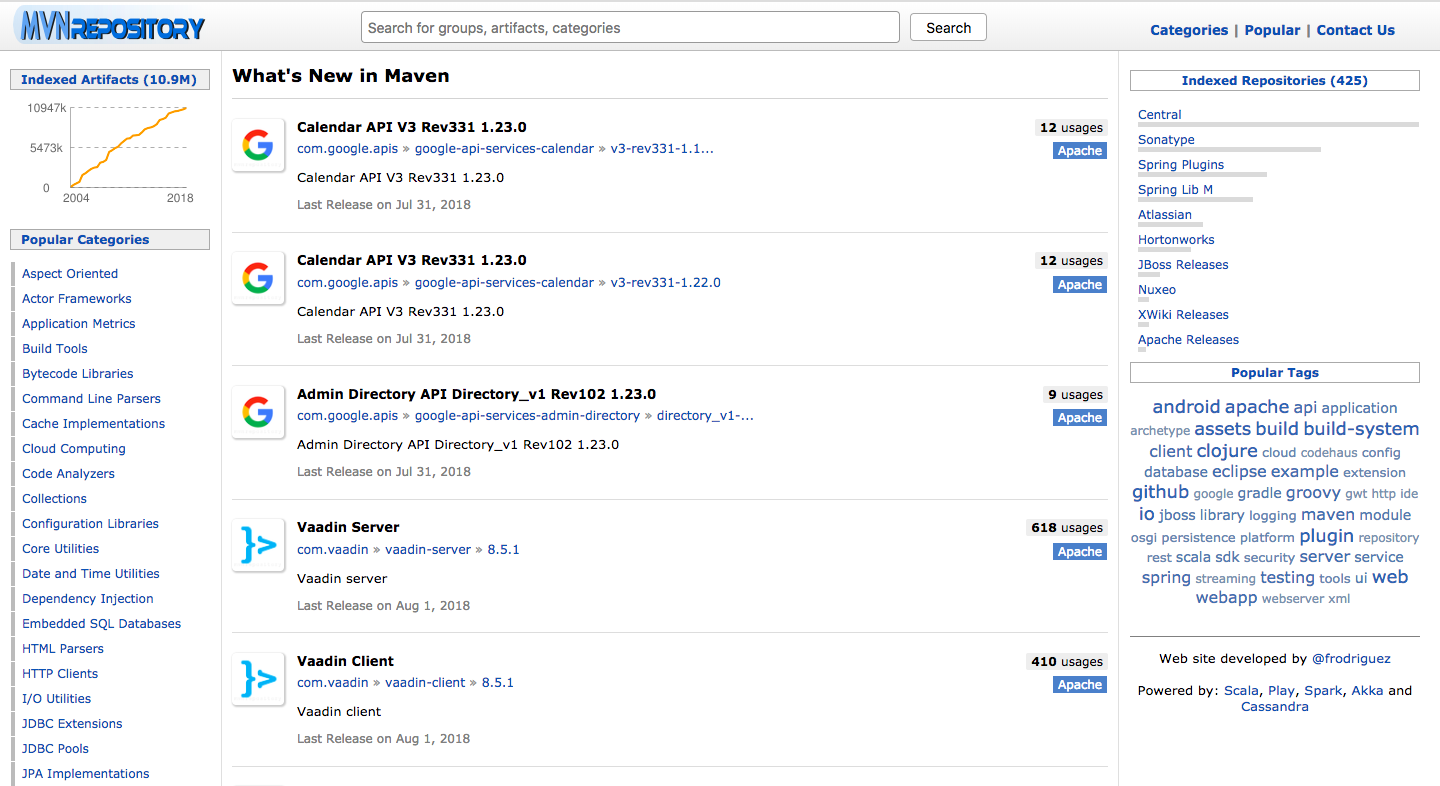 MVNREPOSITORY
Search for groups, artifacts, categories
Search
Categories | Popular | Contact Us
Indexed Artifacts (10.9M)
10947k
5473k
0
2004
2018
Popular Categories
Aspect Oriented
Actor Frameworks
Application Metrics
Build Tools
Bytecode Libraries
Command Line Parsers
Cache Implementations
Cloud Computing
Code Analyzers
Collections
Configuration Libraries
Core Utilities
Date and Time Utilities
Dependency Injection
Embedded SQL Databases
HTML Parsers
HTTP Clients
I/O Utilities
JDBC Extensions
JDBC Pools
JPA Implementations
What's New in Maven
Calendar API V3 Rev331 1.23.0
12 usages
com.google.apis » google-api-services-calendar » v3-rev331-1.1...
Apache
Calendar API V3 Rev331 1.23.0
Last Release on Jul 31, 2018
Calendar API V3 Rev331 1.23.0
12 usages
com.google.apis » google-api-services-calendar » v3-rev331-1.22.0
Apache
Calendar API V3 Rev331 1.23.0
Last Release on Jul 31, 2018
Admin Directory API Directory_v1 Rev102 1.23.0
9 usages
com.google.apis » google-api-services-admin-directory » directory_v1-...
Apache
Admin Directory API Directory_v1 Rev102 1.23.0
Last Release on Jul 31, 2018
Vaadin Server
618 usages
com.vaadin » vaadin-server » 8.5.1
Apache
Vaadin server
Last Release on Aug 1, 2018
Vaadin Client
410 usages
com.vaadin » vaadin-client » 8.5.1
Apache
Vaadin client
Last Release on Aug 1, 2018
Indexed Repositories (425)
Central
Sonatype
Spring Plugins
Spring Lib M
Atlassian
Hortonworks
JBoss Releases
Nuxeo
XWiki Releases
Apache Releases
Popular Tags
android apache api application
archetype assets build build-system
client clojure cloud codehaus config
database eclipse example extension
github google gradle groovy gwt http ide
io jboss library logging maven module
osgi persistence platform plugin repository
rest scala sdk security server service
spring streaming testing tools ui web
webapp webserver xml
Web site developed by @frodriguez
Powered by: Scala, Play, Spark, Akka and
Cassandra